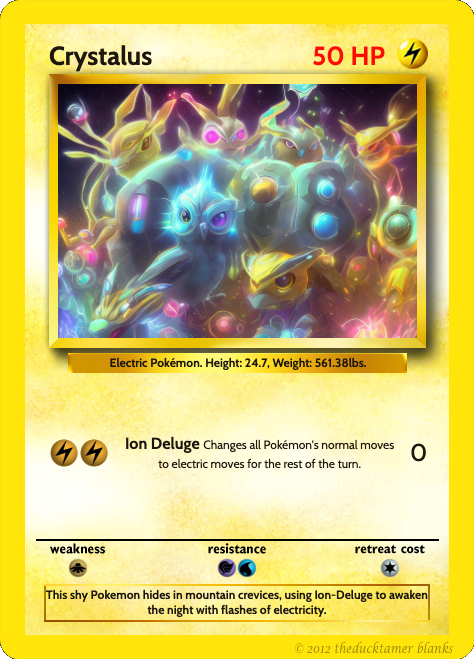 Crystalus 50 HP
Electric Pokémon. Height: 24.7, Weight: 561.38lbs.
Ion Deluge Changes all Pokémon's normal moves 0
to electric moves for the rest of the turn.
weakness resistance retreat cost
This shy Pokemon hides in mountain crevices, using Ion-Deluge to awaken
the night with flashes of electricity.
© 2012 theducktamer blanks